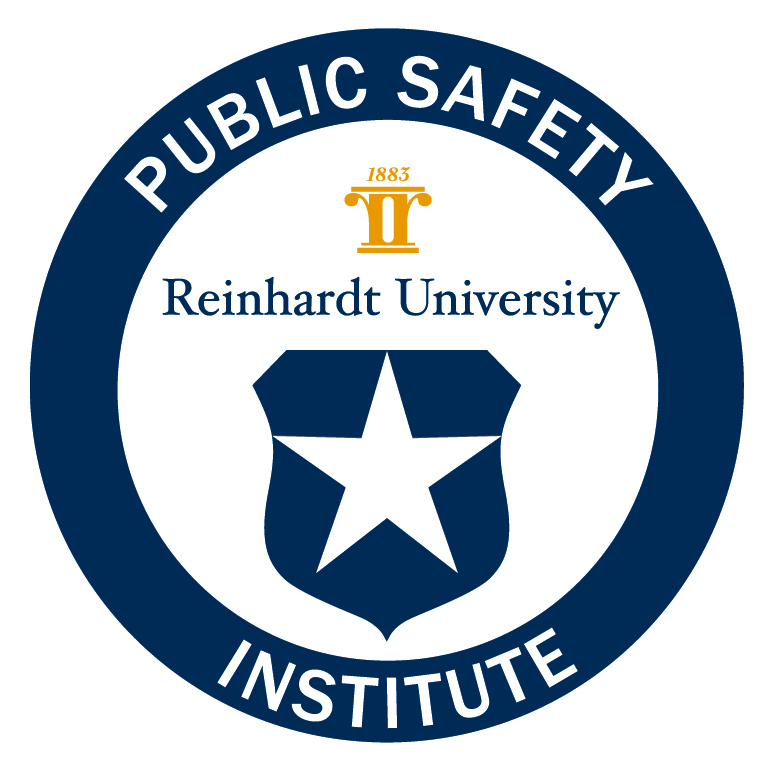 PUBLIC SAFETY
1883
Reinhardt University
INSTITUTE